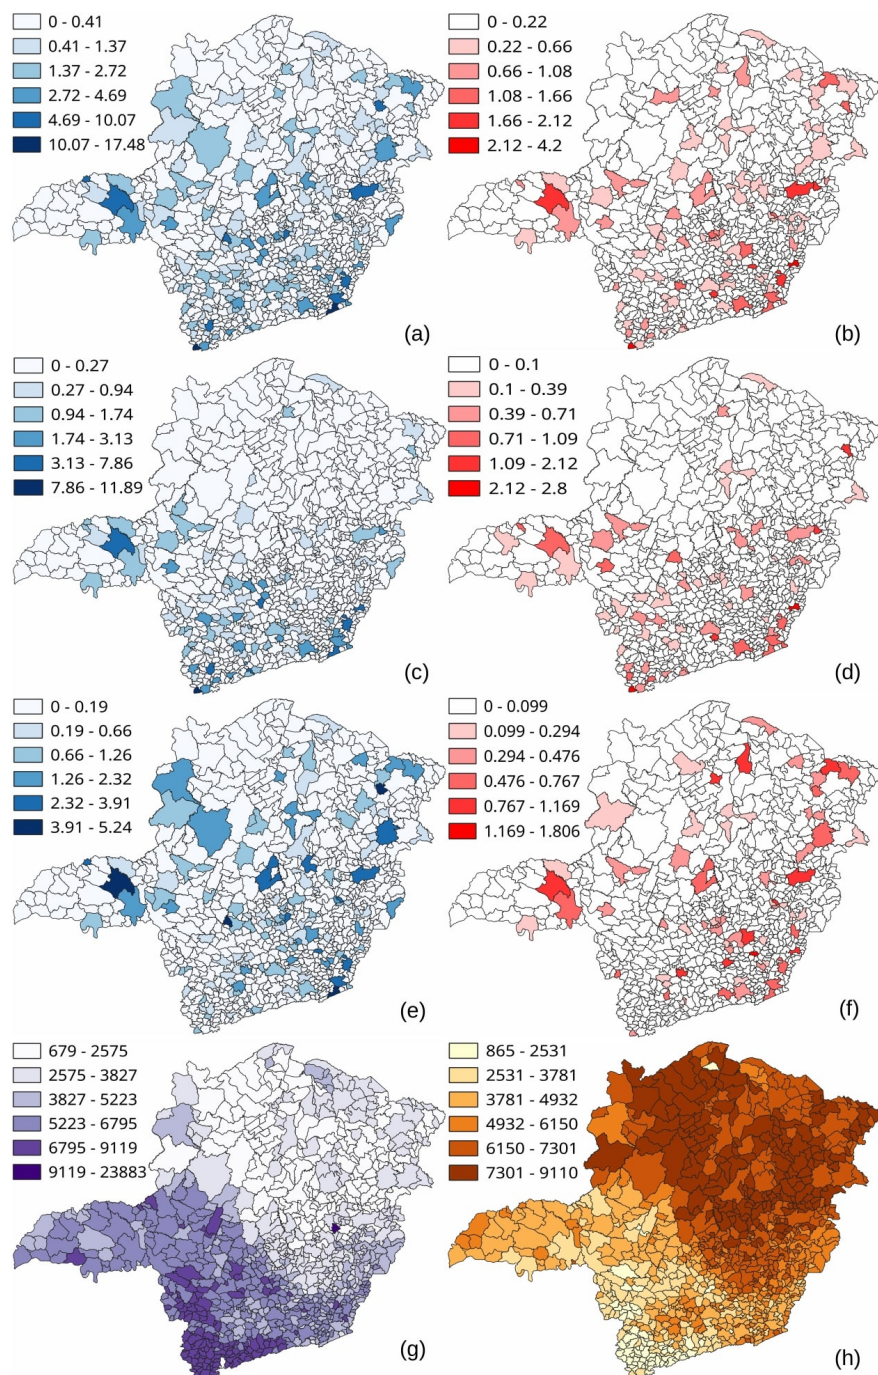 0 - 0.41
0.41 - 1.37
1.37 - 2.72
2.72 - 4.69
4.69 - 10.07
10.07 - 17.48
(a)
0 - 0.22
0.22 - 0.66
0.66 - 1.08
1.08 - 1.66
1.66 - 2.12
2.12 - 4.2
(b)
0 - 0.27
0.27 - 0.94
0.94 - 1.74
1.74 - 3.13
3.13 - 7.86
7.86 - 11.89
(c)
0 - 0.1
0.1 - 0.39
0.39 - 0.71
0.71 - 1.09
1.09 - 2.12
2.12 - 2.8
(d)
0 - 0.19
0.19 - 0.66
0.66 - 1.26
1.26 - 2.32
2.32 - 3.91
3.91 - 5.24
(e)
0 - 0.099
0.099 - 0.294
0.294 - 0.476
0.476 - 0.767
0.767 - 1.169
1.169 - 1.806
(f)
679 - 2575
2575 - 3827
3827 - 5223
5223 - 6795
6795 - 9119
9119 - 23883
(g)
865 - 2531
2531 - 3781
3781 - 4932
4932 - 6150
6150 - 7301
7301 - 9110
(h)